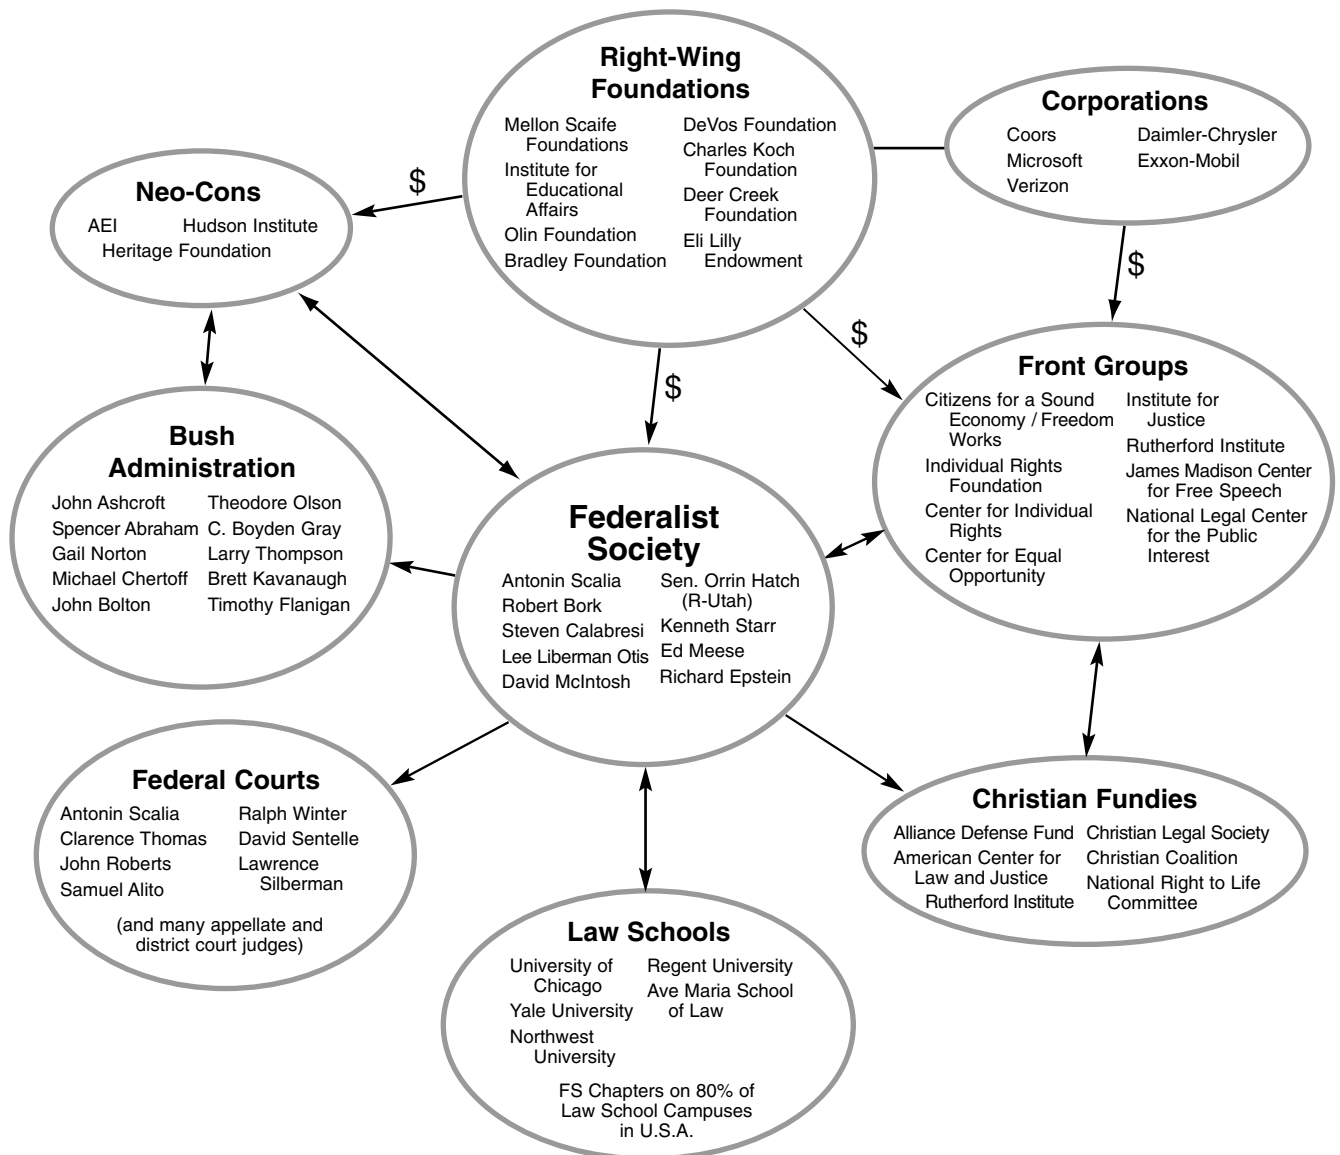 Right-Wing
Foundations
Mellon Scaife
Foundations
Institute for
Educational
Affairs
Olin Foundation
Bradley Foundation
DeVos Foundation
Charles Koch
Foundation
Deer Creek
Foundation
Eli Lilly
Endowment
Corporations
Coors
Microsoft
Verizon
Daimler-Chrysler
Exxon-Mobil
Neo-Cons
AEI
Hudson Institute
Heritage Foundation
$
$
$
$
Front Groups
Citizens for a Sound
Economy / Freedom
Works
Individual Rights
Foundation
Center for Individual
Rights
Center for Equal
Opportunity
Institute for
Justice
Rutherford Institute
James Madison Center
for Free Speech
National Legal Center
for the Public
Interest
Bush
Administration
John Ashcroft
Spencer Abraham
Gail Norton
Michael Chertoff
John Bolton
Theodore Olson
C. Boyden Gray
Larry Thompson
Brett Kavanaugh
Timothy Flanigan
Federalist
Society
Antonin Scalia
Robert Bork
Steven Calabresi
Lee Liberman Otis
David McIntosh
Sen. Orrin Hatch
(R-Utah)
Kenneth Starr
Ed Meese
Richard Epstein
Federal Courts
Antonin Scalia
Clarence Thomas
John Roberts
Samuel Alito
Ralph Winter
David Sentelle
Lawrence
Silberman
(and many appellate and
district court judges)
Christian Fundies
Alliance Defense Fund
American Center for
Law and Justice
Rutherford Institute
Christian Legal Society
Christian Coalition
National Right to Life
Committee
Law Schools
University of
Chicago
Yale University
Northwest
University
Regent University
Ave Maria School
of Law
FS Chapters on 80% of
Law School Campuses
in U.S.A.